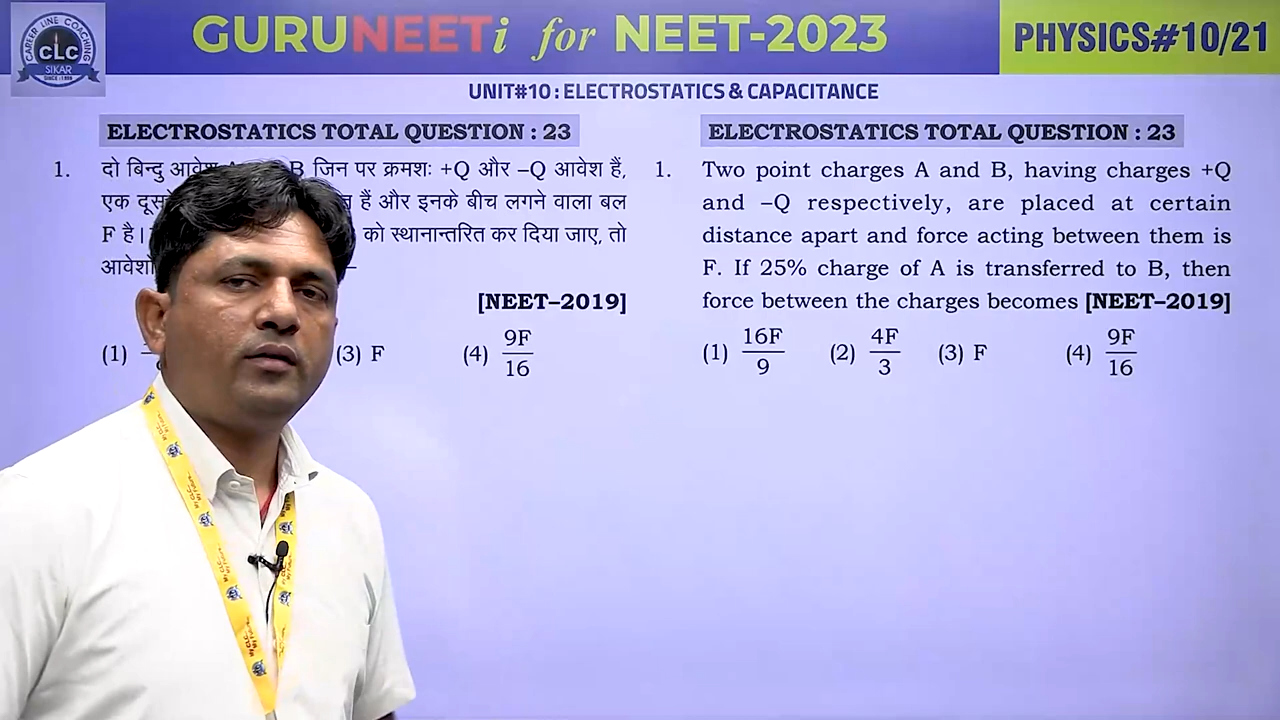 CAREER LINE COACHING
CLC
SIKAR
SINCE : 1996
GURUNEETi for NEET-2023
PHYSICS#10/21
UNIT#10 : ELECTROSTATICS & CAPACITANCE
ELECTROSTATICS TOTAL QUESTION : 23
1. दो बिन्दु B जिन पर क्रमशः +Q और –Q आवेश हैं,
एक हैं और इनके बीच लगने वाला बल
F है। को स्थानान्तरित कर दिया जाए, तो
[NEET–2019]
(1) (3) F (4) 9F/16
ELECTROSTATICS TOTAL QUESTION : 23
1. Two point charges A and B, having charges +Q
and –Q respectively, are placed at certain
distance apart and force acting between them is
F. If 25% charge of A is transferred to B, then
force between the charges becomes [NEET–2019]
(1) 16F/9 (2) 4F/3 (3) F (4) 9F/16